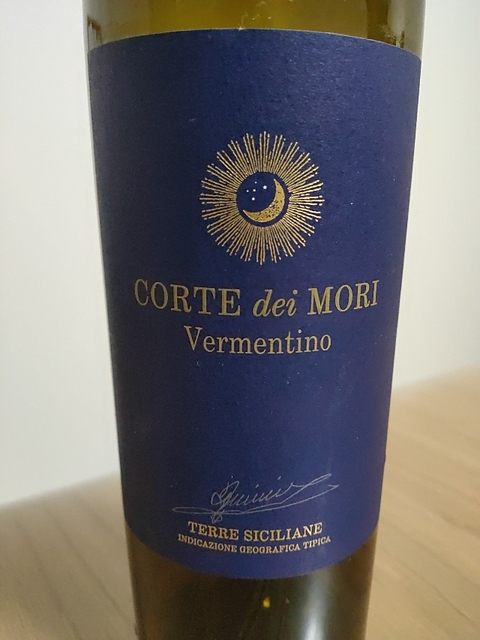 CORTE dei MORI
Vermentino
TERRE SICILIANE
INDICAZIONE GEOGRAFICA TIPICA